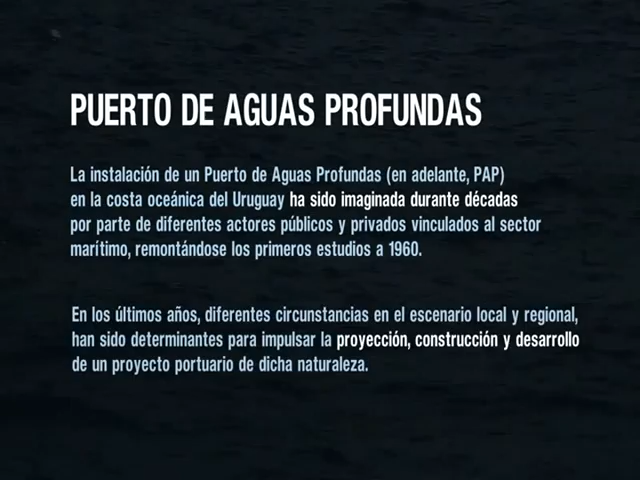 PUERTO DE AGUAS PROFUNDAS
La instalación de un Puerto de Aguas Profundas (en adelante, PAP)
en la costa oceánica del Uruguay ha sido imaginada durante décadas
por parte de diferentes actores públicos y privados vinculados al sector
marítimo, remontándose los primeros estudios a 1960.
En los últimos años, diferentes circunstancias en el escenario local y regional,
han sido determinantes para impulsar la proyección, construcción y desarrollo
de un proyecto portuario de dicha naturaleza.